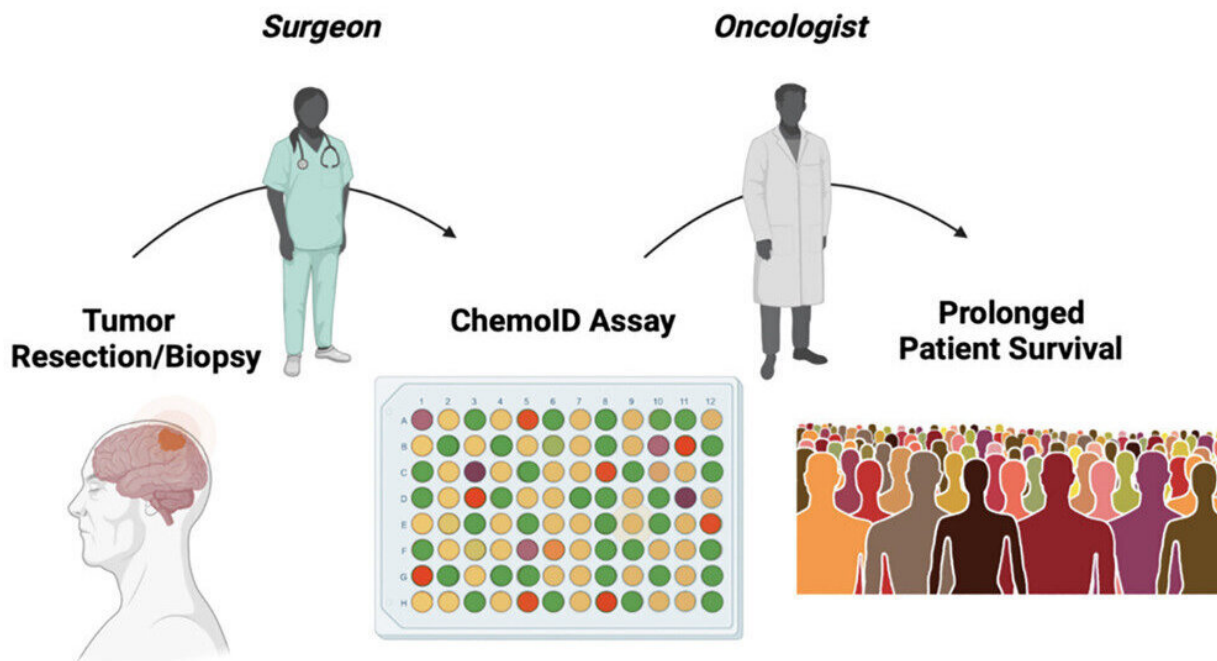 Surgeon
Oncologist
Tumor
Resection/Biopsy
ChemoID Assay
Prolonged
Patient Survival
1 2 3 4 5 6 7 8 9 10 11 12
A
B
C
D
E
F
G
H